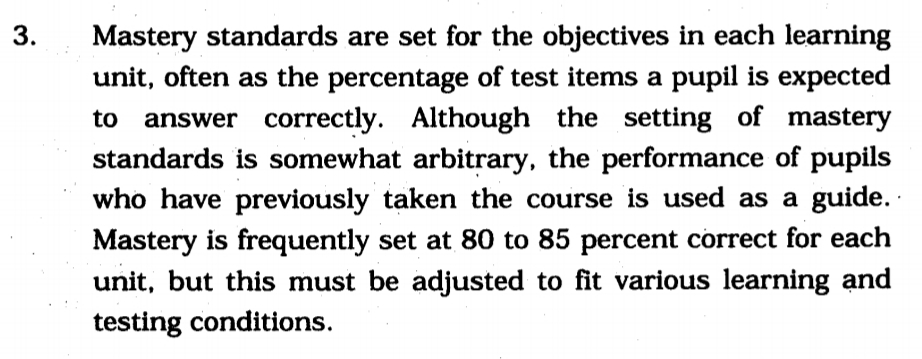 3. Mastery standards are set for the objectives in each learning
unit, often as the percentage of test items a pupil is expected
to answer correctly. Although the setting of mastery
standards is somewhat arbitrary, the performance of pupils
who have previously taken the course is used as a guide.
Mastery is frequently set at 80 to 85 percent correct for each
unit, but this must be adjusted to fit various learning and
testing conditions.